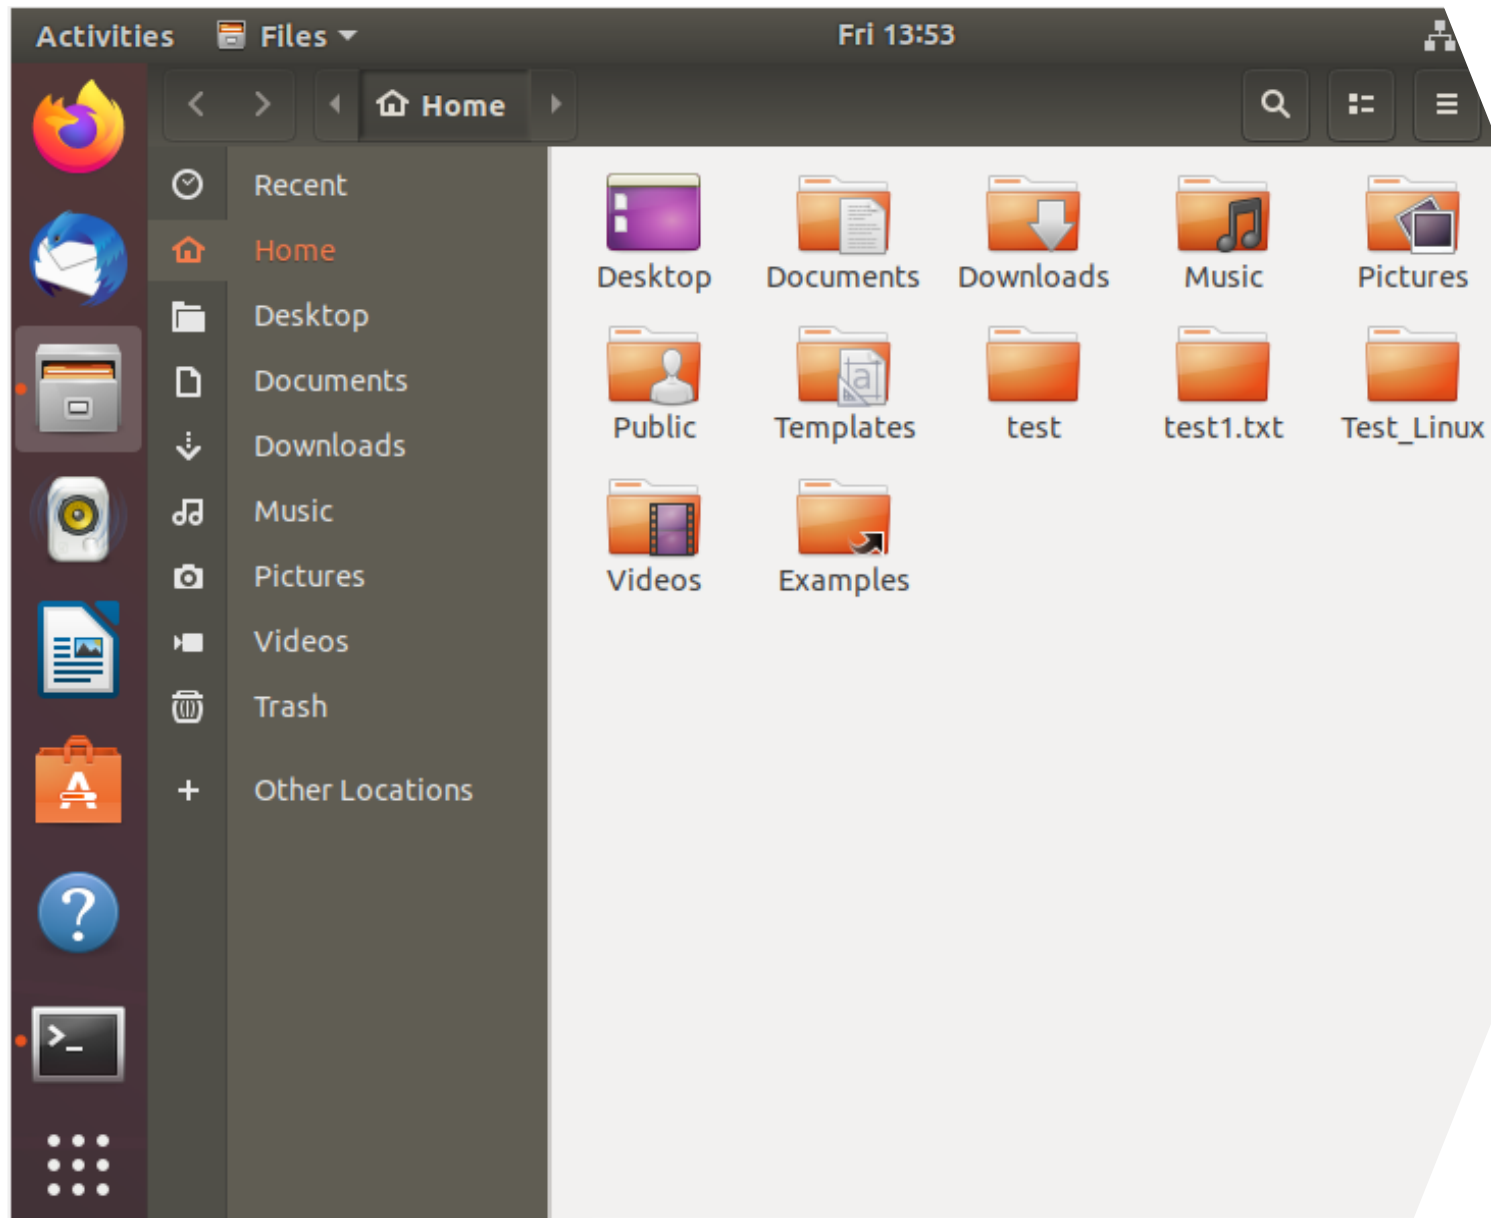 Activities Files Fri 13:53
Home
Recent
Home
Desktop
Documents
Downloads
Music
Pictures
Videos
Trash
Other Locations
Desktop Documents Downloads Music Pictures
Public Templates test test1.txt Test_Linux
Videos Examples